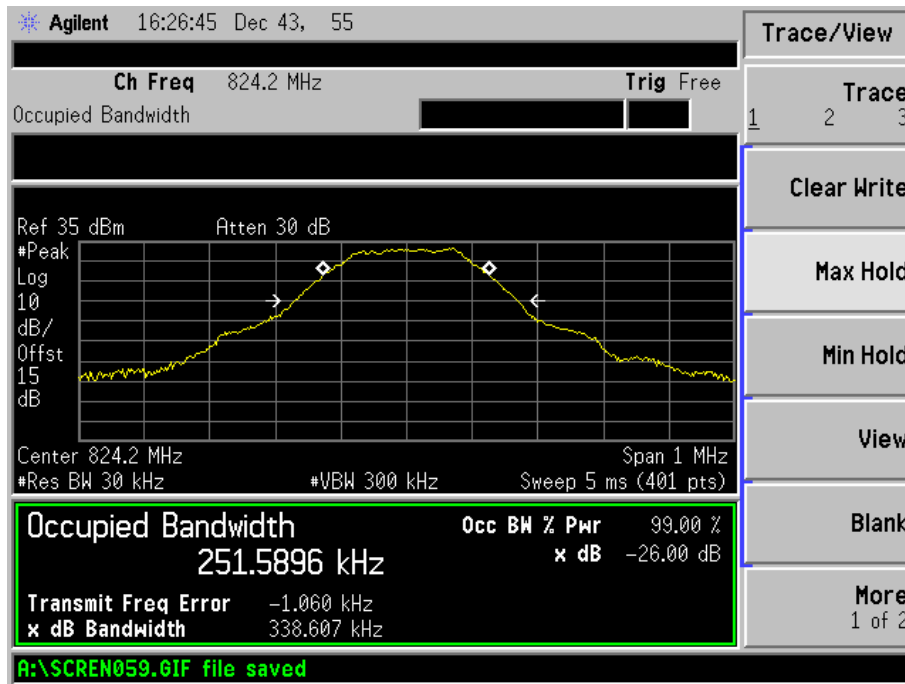 Agilent 16:26:45 Dec 43, 55
Trace/View
Ch Freq 824.2 MHz Trig Free
Occupied Bandwidth
Trace
1 2 3
Clear Write
Max Hold
Min Hold
View
Blank
More
1 of 2
Ref 35 dBm Atten 30 dB
#Peak
Log
10
dB/
Offst
15
dB
Center 824.2 MHz Span 1 MHz
#Res BW 30 kHz #VBW 300 kHz Sweep 5 ms (401 pts)
Occupied Bandwidth
251.5896 kHz
Occ BW % Pwr 99.00 %
x dB -26.00 dB
Transmit Freq Error -1.060 kHz
x dB Bandwidth 338.607 kHz
A:\SCREN059.GIF file saved